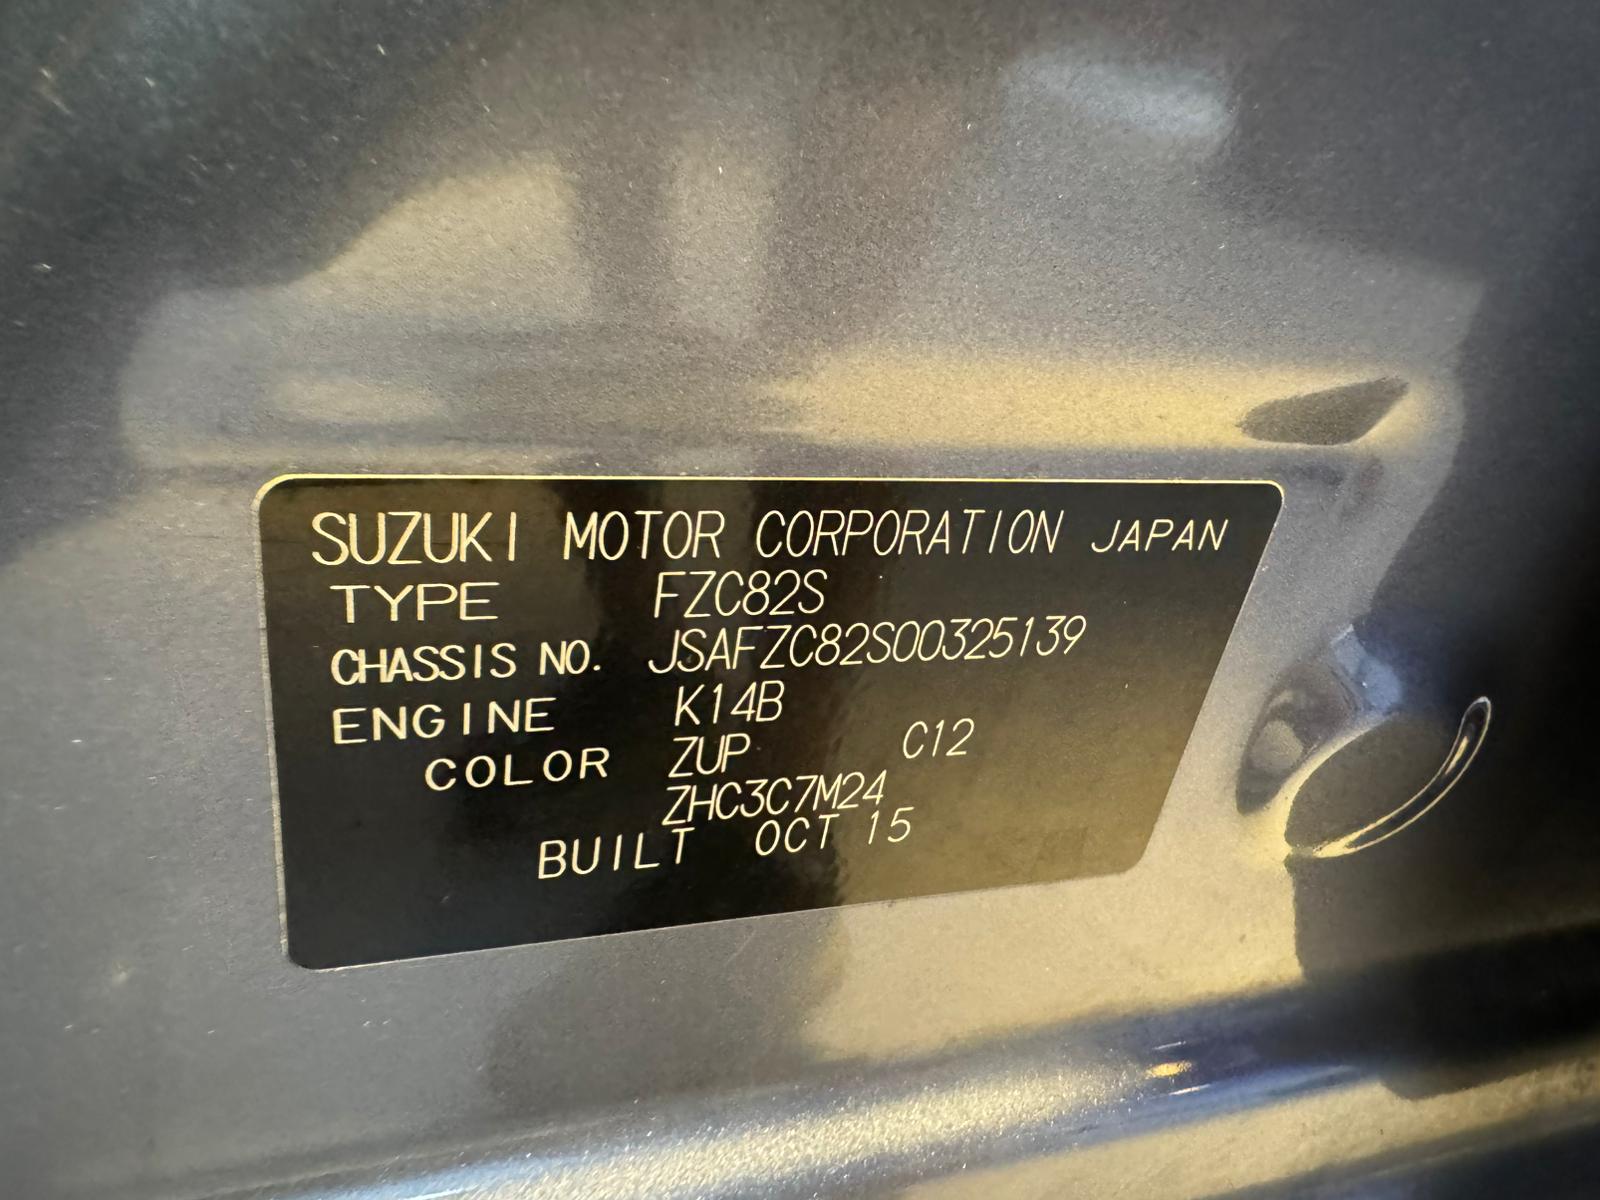 SUZUKI MOTOR CORPORATION JAPAN
TYPE FZC82S
CHASSIS NO. JSAFZC82S00325139
ENGINE K14B
COLOR ZUP C12
ZHC3C7M24
BUILT OCT 15